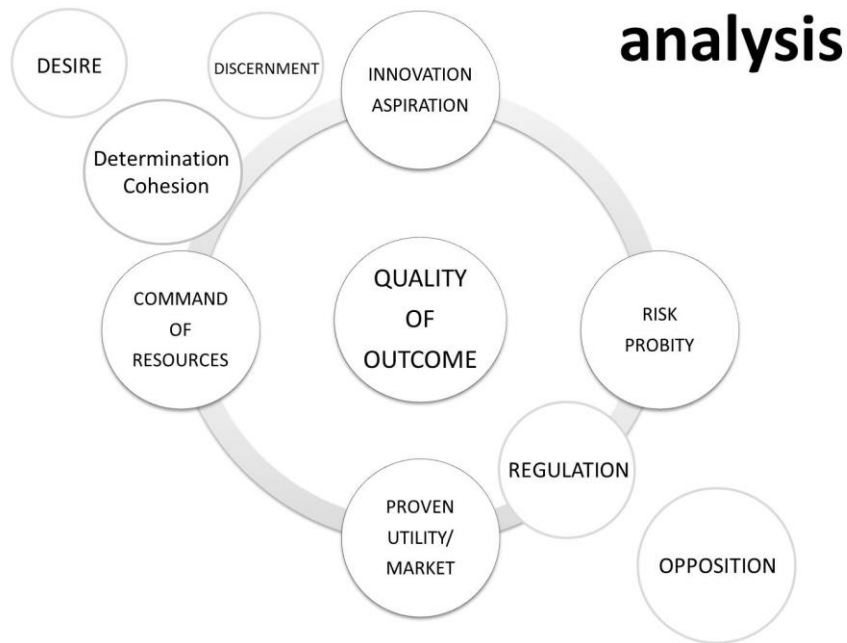 analysis
DESIRE
DISCERNMENT
INNOVATION
ASPIRATION
Determination
Cohesion
COMMAND
OF
RESOURCES
QUALITY
OF
OUTCOME
RISK
PROBITY
REGULATION
PROVEN
UTILITY/
MARKET
OPPOSITION